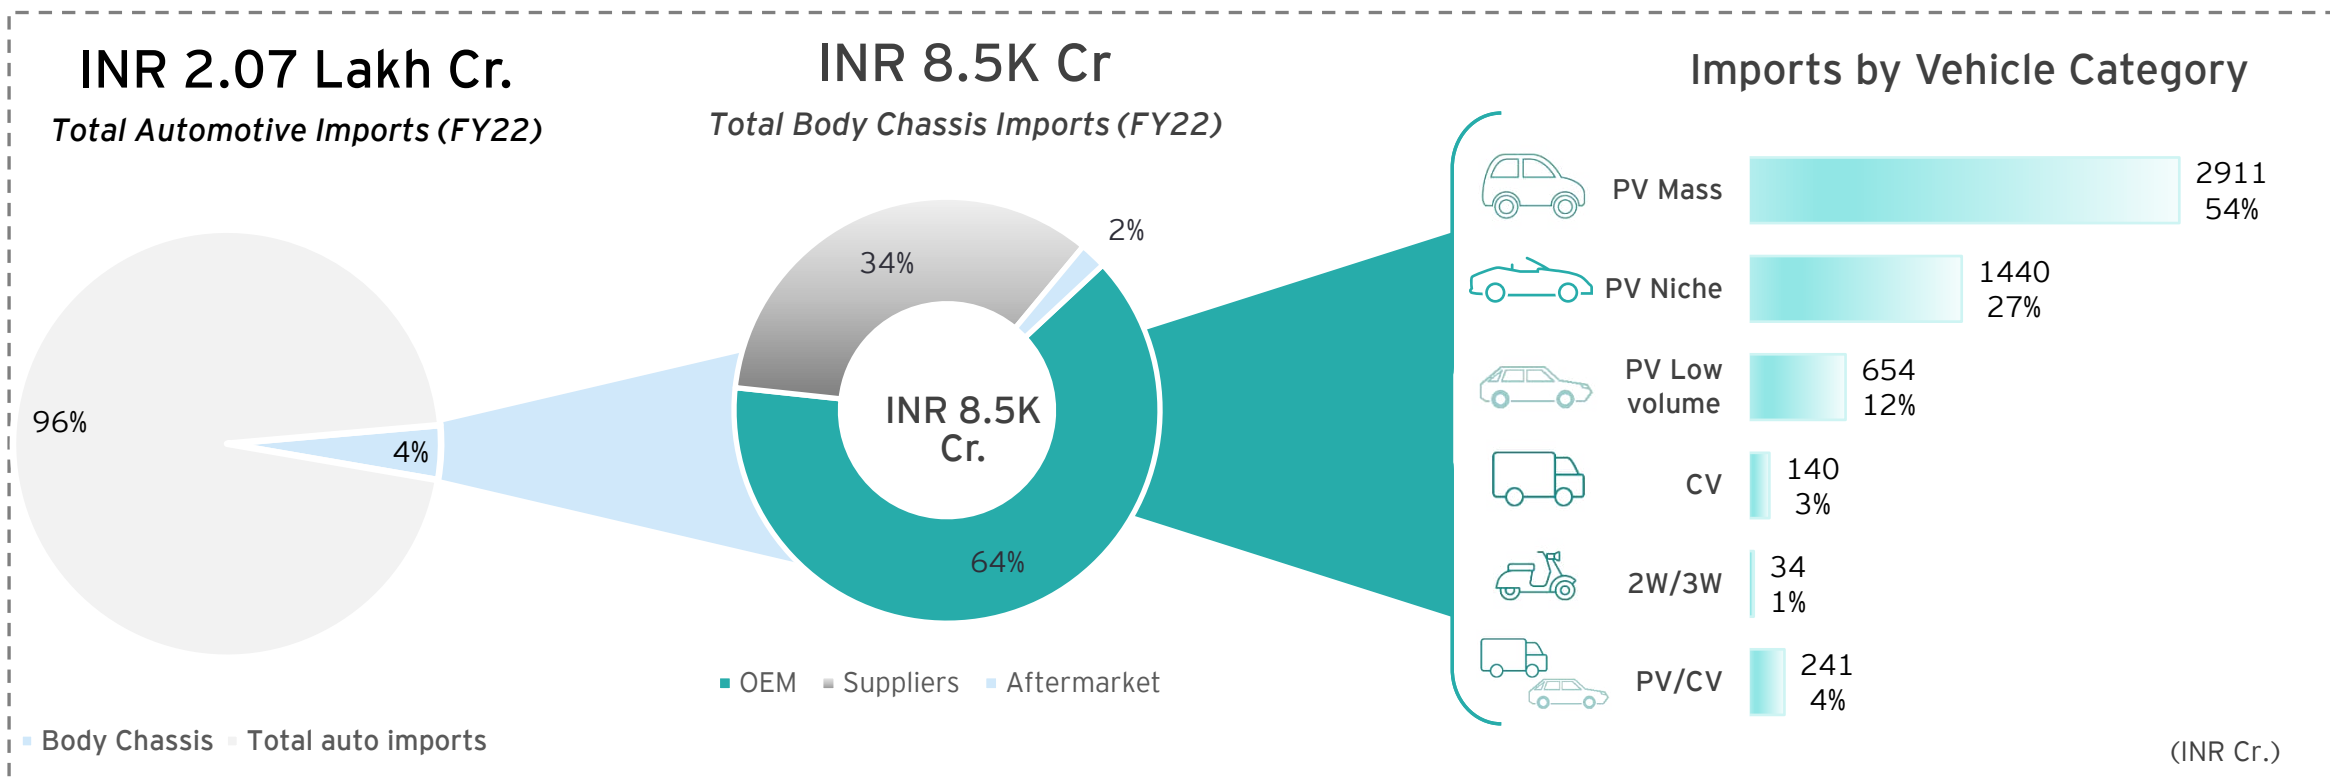 INR 2.07 Lakh Cr.
Total Automotive Imports (FY22)
96%
4%
Body Chassis
Total auto imports
INR 8.5K Cr
Total Body Chassis Imports (FY22)
34%
2%
INR 8.5K
Cr.
64%
OEM
Suppliers
Aftermarket
Imports by Vehicle Category
PV Mass
2911
54%
PV Niche
1440
27%
PV Low
volume
654
12%
CV
140
3%
2W/3W
34
1%
PV/CV
241
4%
(INR Cr.)